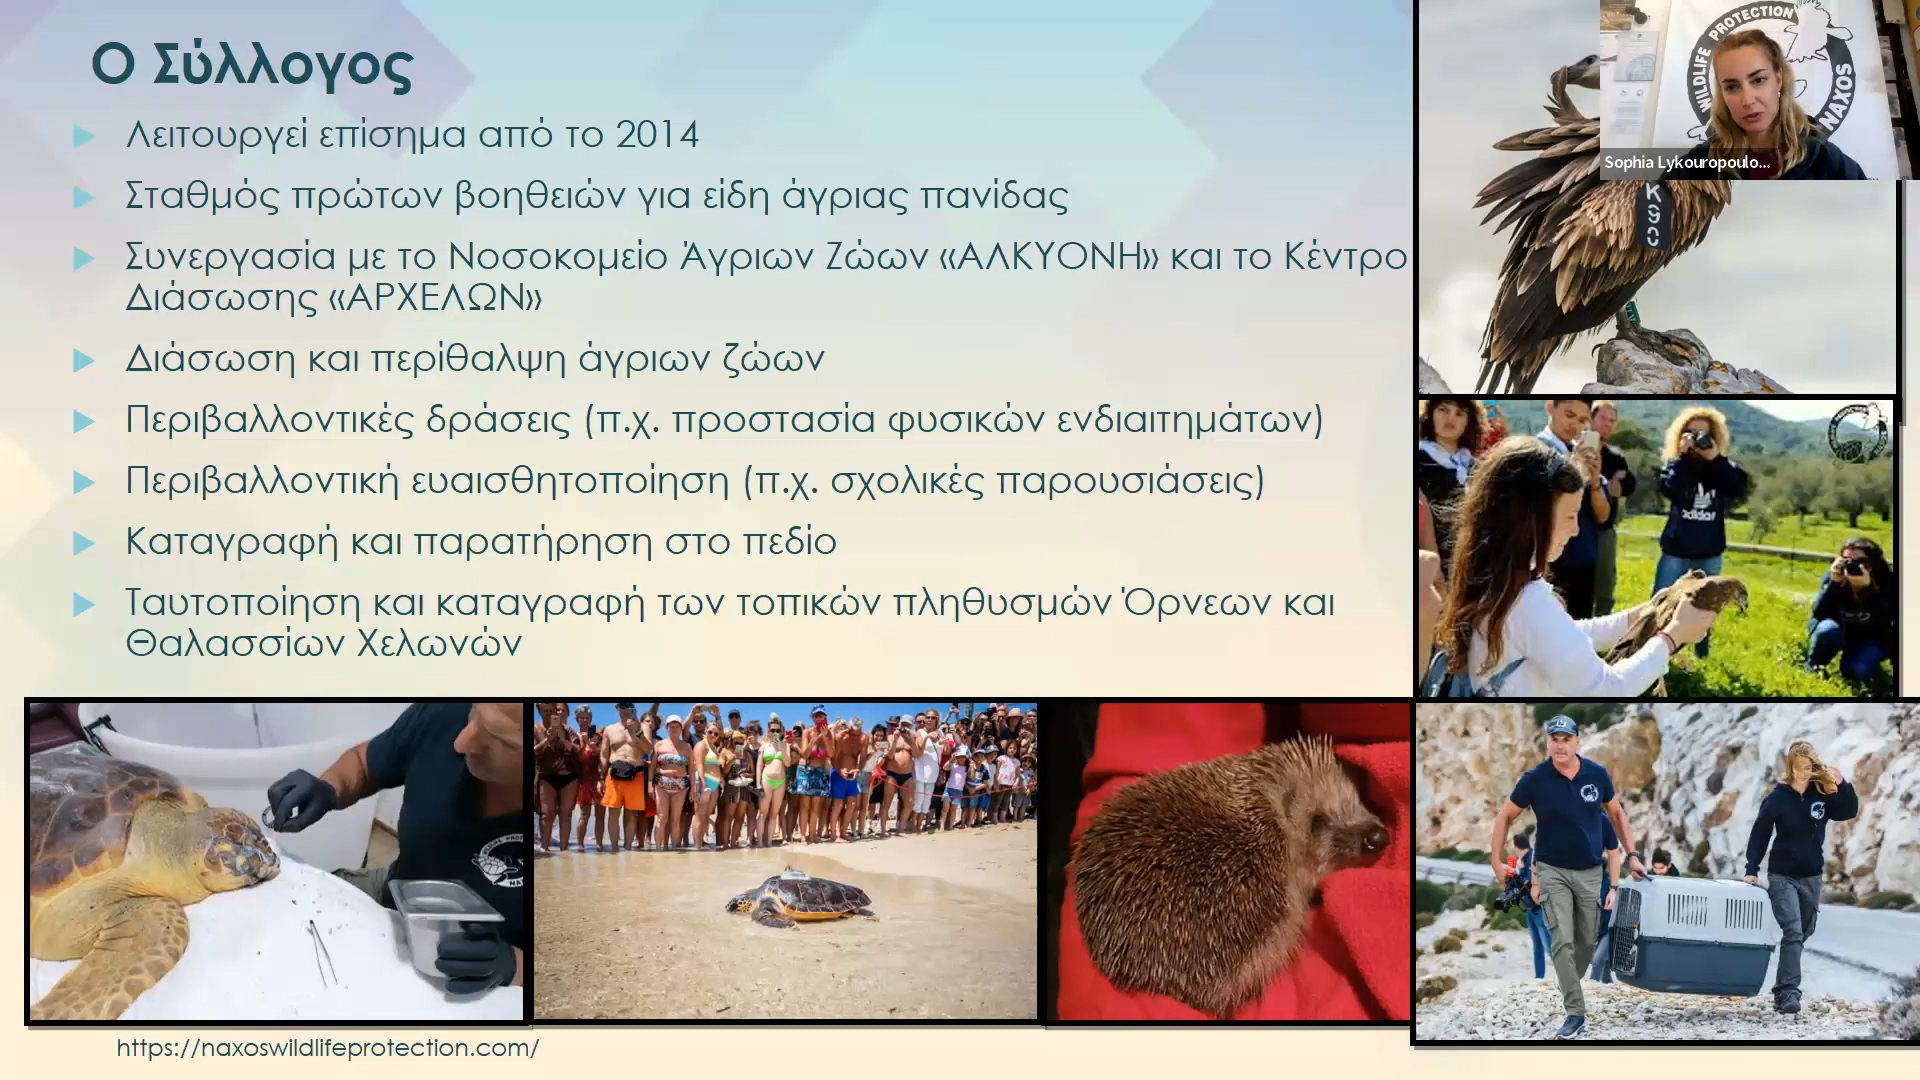 Ο Σύλλογος
Λειτουργεί επίσημα από το 2014
Σταθμός πρώτων βοηθειών για είδη άγριας πανίδας
Συνεργασία με το Νοσοκομείο Άγριων Ζώων «ΑΛΚΥΟΝΗ» και το Κέντρο
Διάσωσης «ΑΡΧΕΛΩΝ»
Διάσωση και περίθαλψη άγριων ζώων
Περιβαλλοντικές δράσεις (π.χ. προστασία φυσικών ενδιαιτημάτων)
Περιβαλλοντική ευαισθητοποίηση (π.χ. σχολικές παρουσιάσεις)
Καταγραφή και παρατήρηση στο πεδίο
Ταυτοποίηση και καταγραφή των τοπικών πληθυσμών Όρνεων και
Θαλασσίων Χελωνών
https://naxoswildlifeprotection.com/
WILDLIFE PROTECTION NAXOS
Sophia Lykouropoulo...
adidas